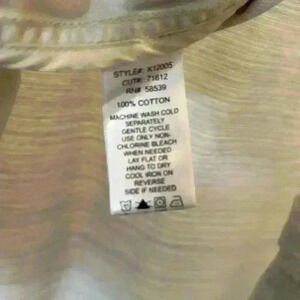 STYLE#: K12005
CUT#: 71612
RN# 58539
100% COTTON
MACHINE WASH COLD
SEPARATELY
GENTLE CYCLE
USE ONLY NON-
CHLORINE BLEACH
WHEN NEEDED
LAY FLAT OR
HANG TO DRY
COOL IRON ON
REVERSE
SIDE IF NEEDED